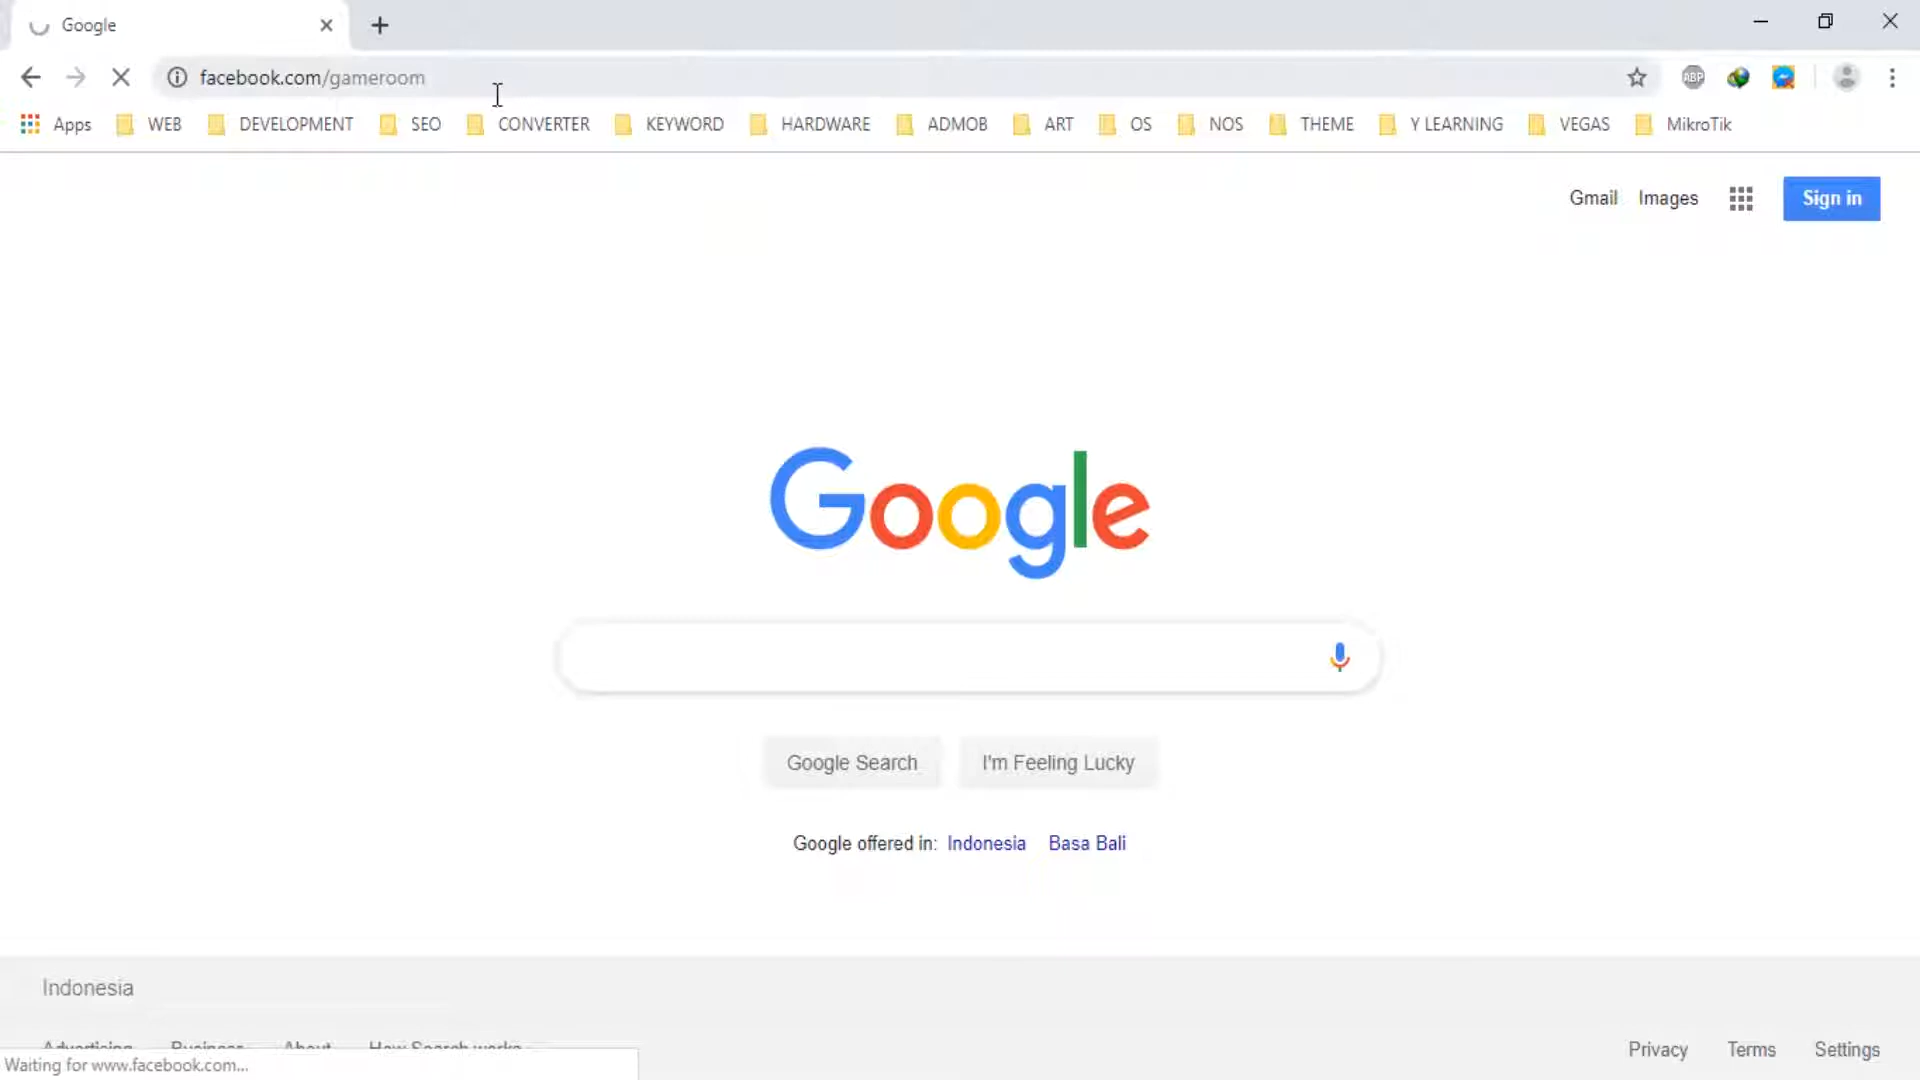 Google
facebook.com/gameroom
ABP
Apps WEB DEVELOPMENT SEO CONVERTER KEYWORD HARDWARE ADMOB ART OS NOS THEME Y LEARNING VEGAS MikroTik
Gmail Images Sign in
Google
Google Search I'm Feeling Lucky
Google offered in: Indonesia Basa Bali
Indonesia
Advertising Business About How Search works
Privacy Terms Settings
Waiting for www.facebook.com...